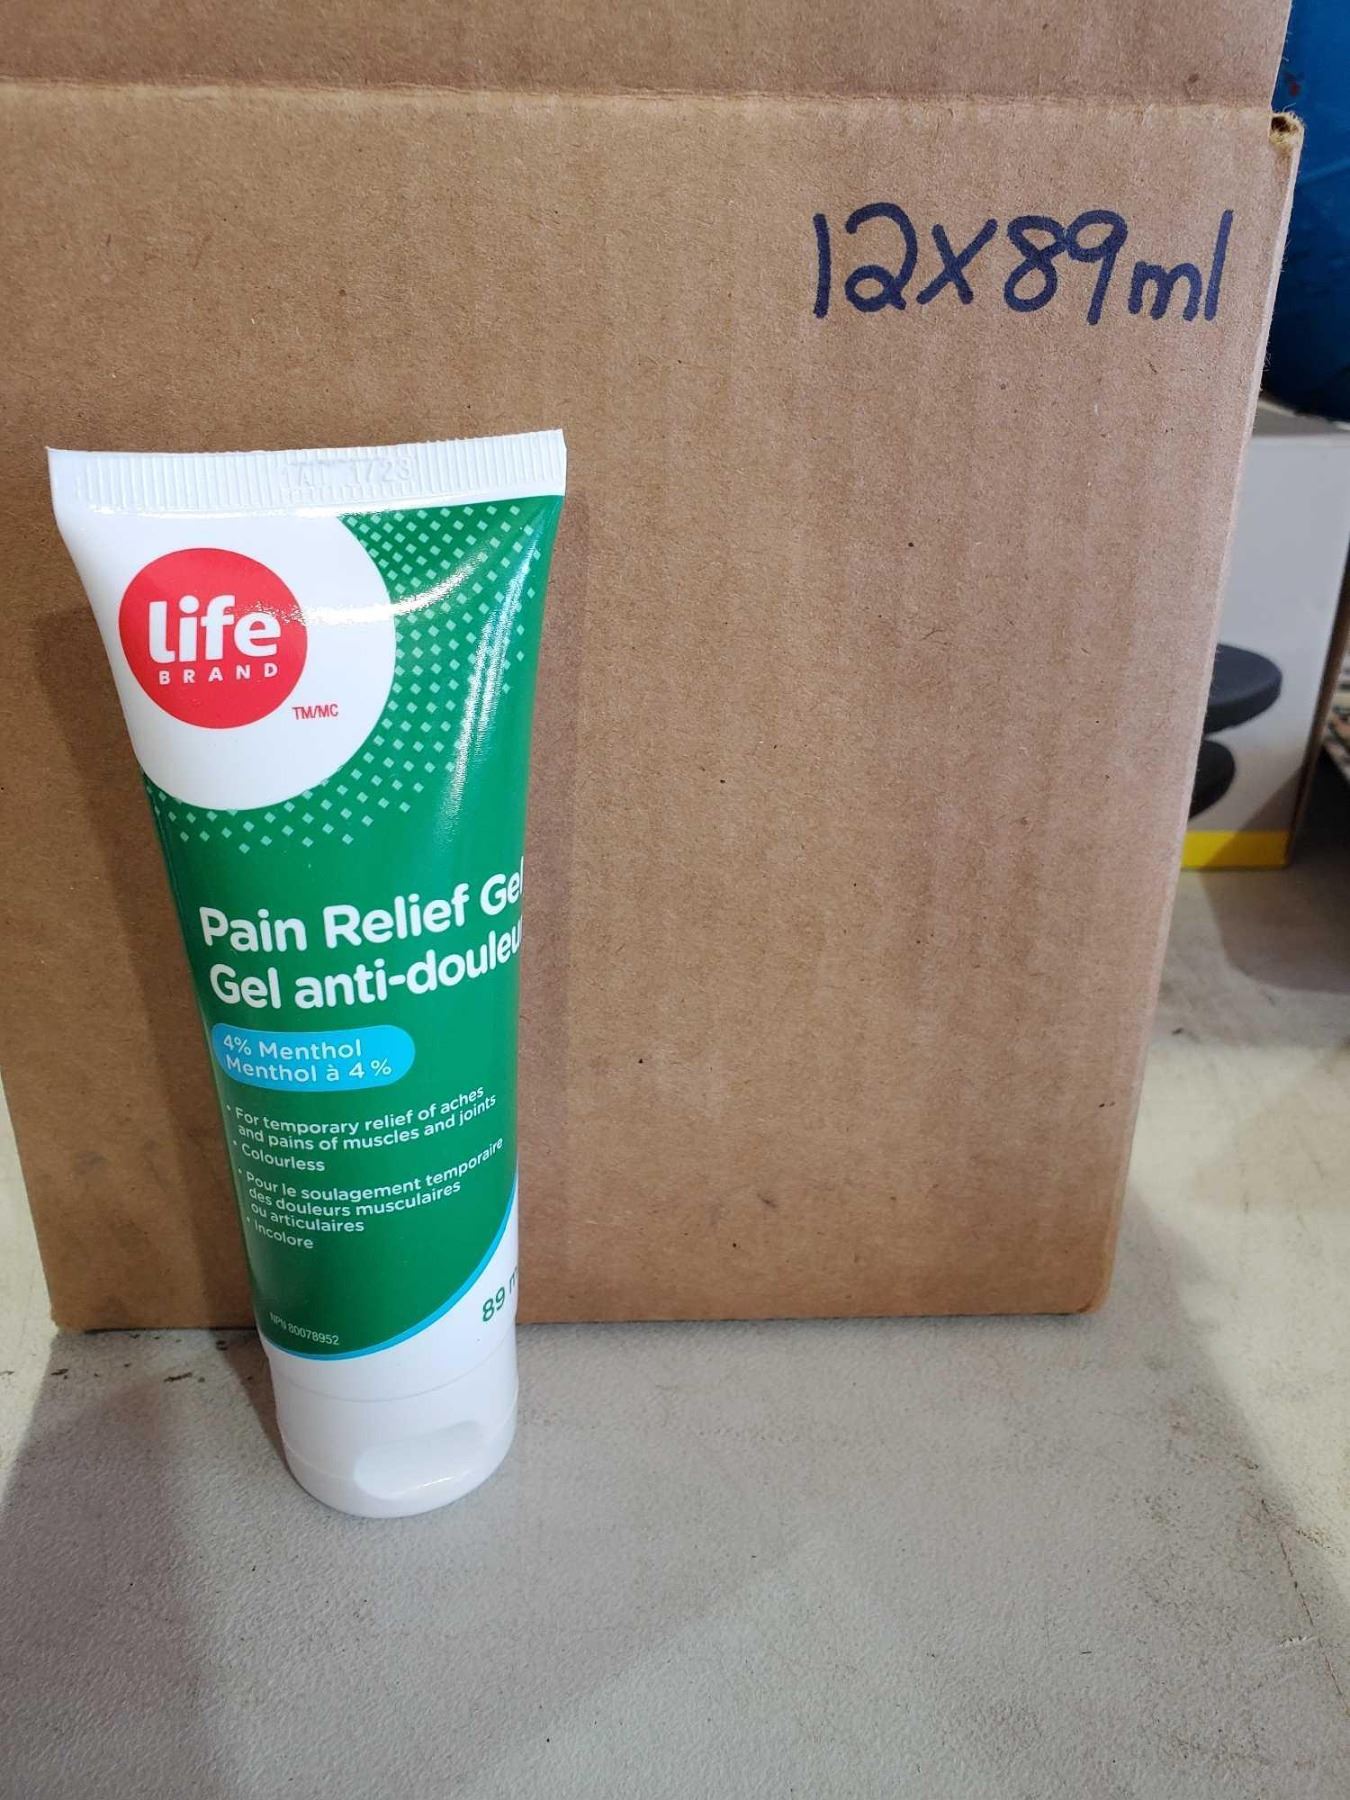 12x89ml
life
BRAND
TM/MC
Pain Relief Gel
Gel anti-douleu
4% Menthol
Menthol à 4 %
• For temporary relief of aches
and pains of muscles and joints
• Colourless
• Pour le soulagement temporaire
des douleurs musculaires
ou articulaires
• Incolore
89 m
NPN 80078952